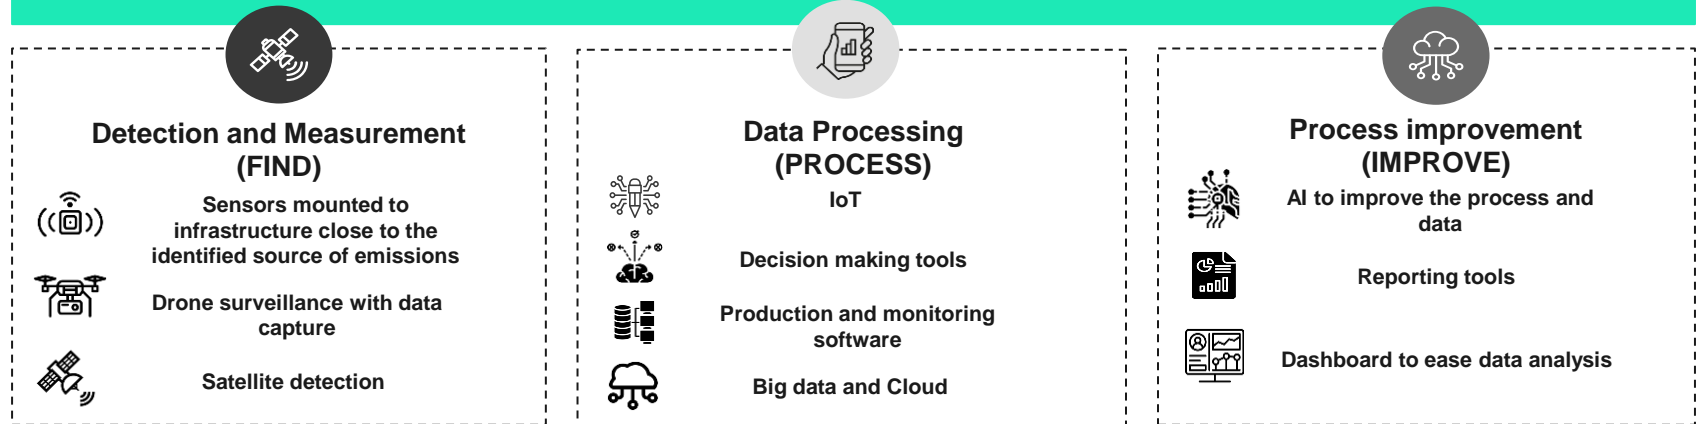 Detection and Measurement
(FIND)
Sensors mounted to
infrastructure close to the
identified source of emissions
Drone surveillance with data
capture
Satellite detection
Data Processing
(PROCESS)
IoT
Decision making tools
Production and monitoring
software
Big data and Cloud
Process improvement
(IMPROVE)
AI to improve the process and
data
Reporting tools
Dashboard to ease data analysis